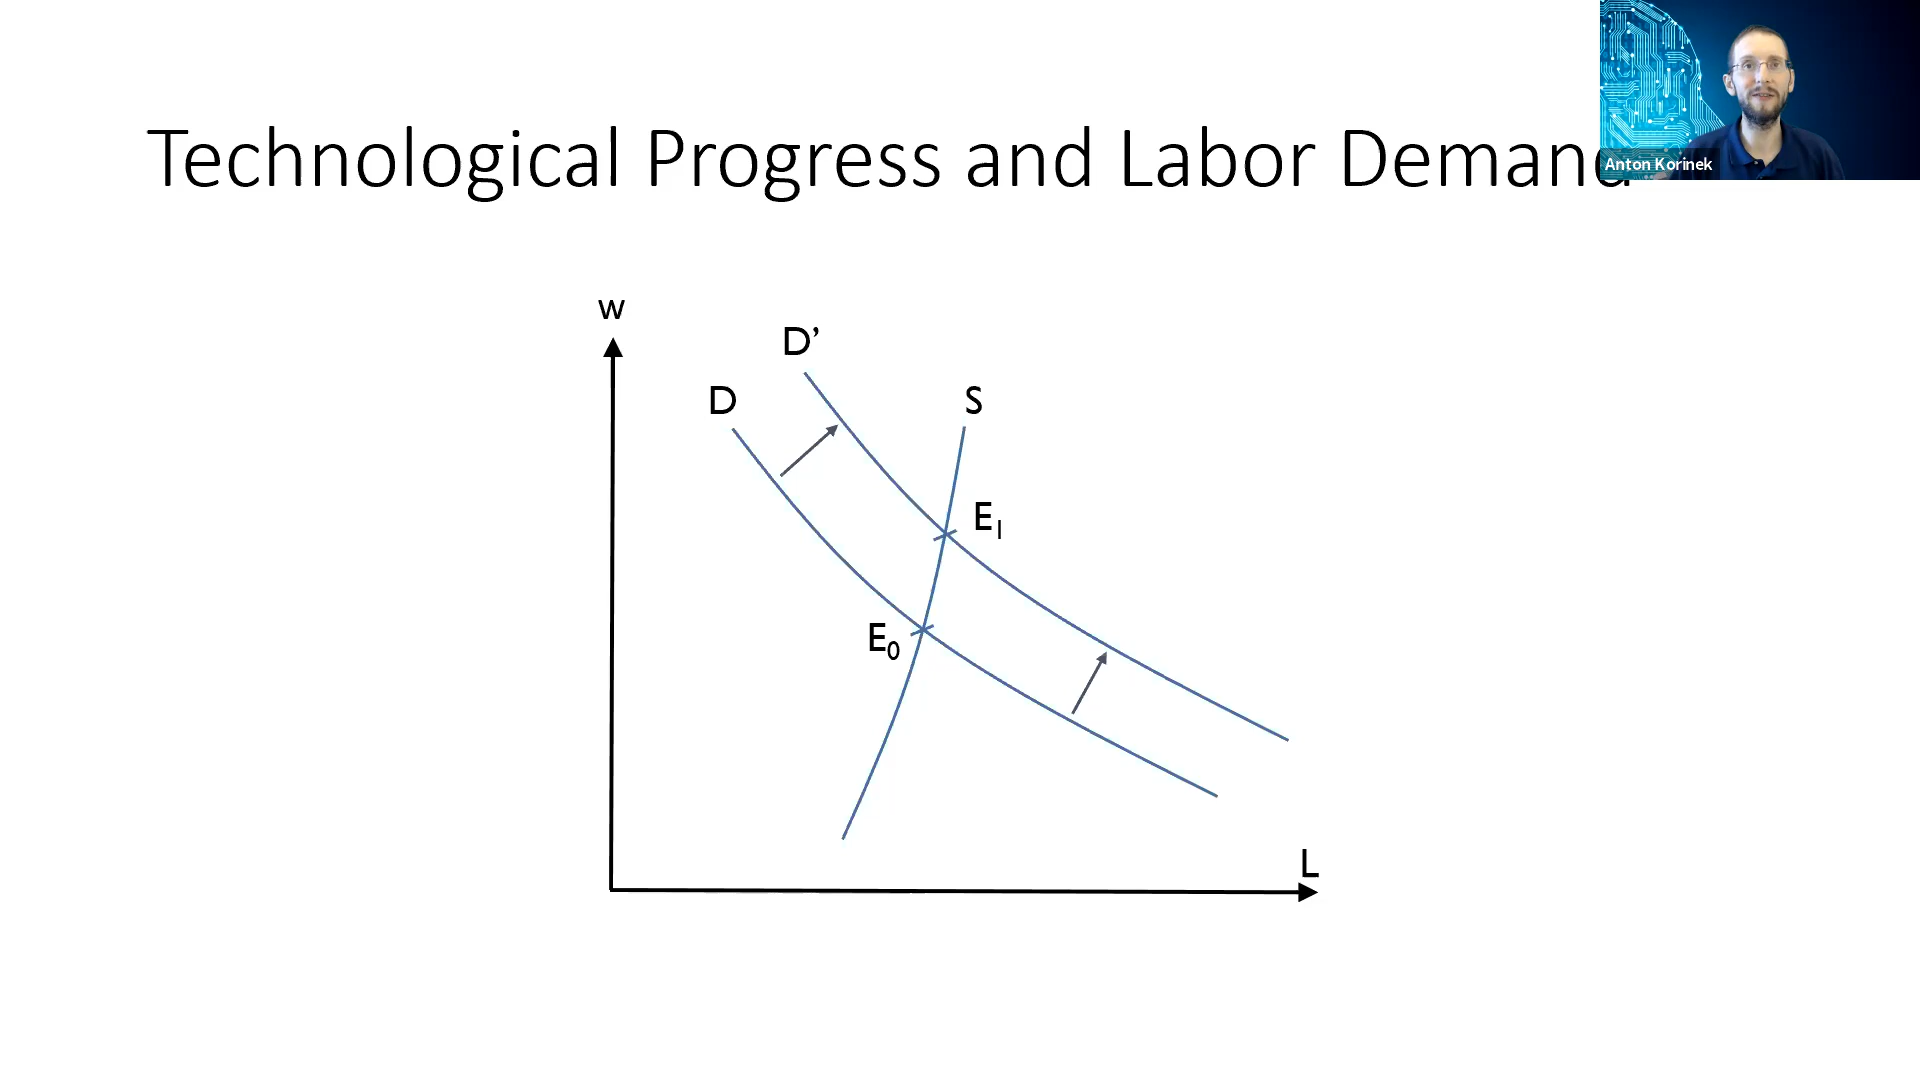 Technological Progress and Labor Demand
Anton Korinek
w
D’
D
S
E1
E0
L